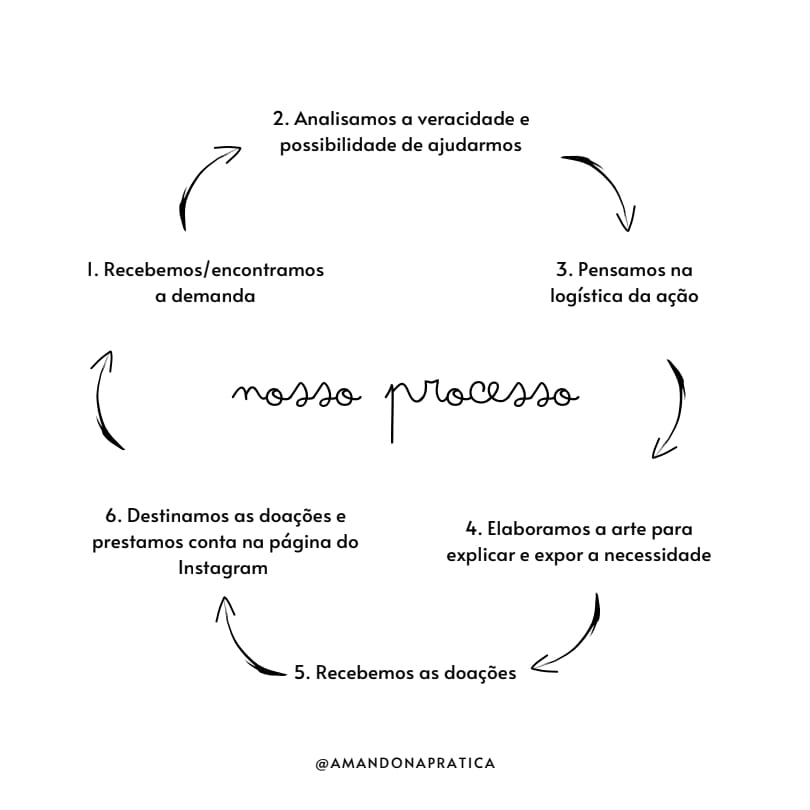 2. Analisamos a veracidade e
possibilidade de ajudarmos
1. Recebemos/encontramos
a demanda
3. Pensamos na
logística da ação
nosso processo
6. Destinamos as doações e
prestamos conta na página do
Instagram
4. Elaboramos a arte para
explicar e expor a necessidade
5. Recebemos as doações
@AMANDONAPRATICA